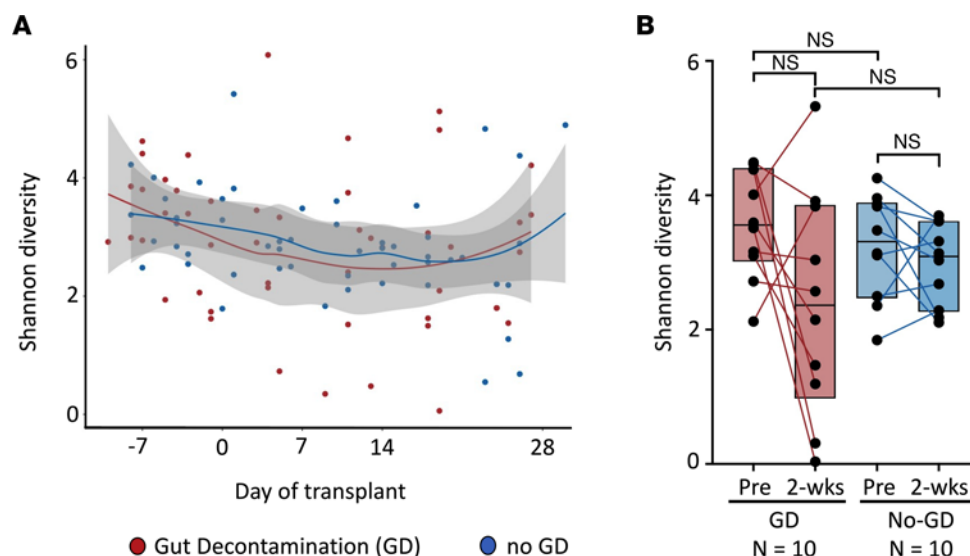 A
Shannon diversity
6
4
2
0
-7 0 7 14 28
Day of transplant
Gut Decontamination (GD) no GD
B
NS
NS
NS
NS
Shannon diversity
6
4
2
0
Pre 2-wks Pre 2-wks
GD No-GD
N = 10 N = 10